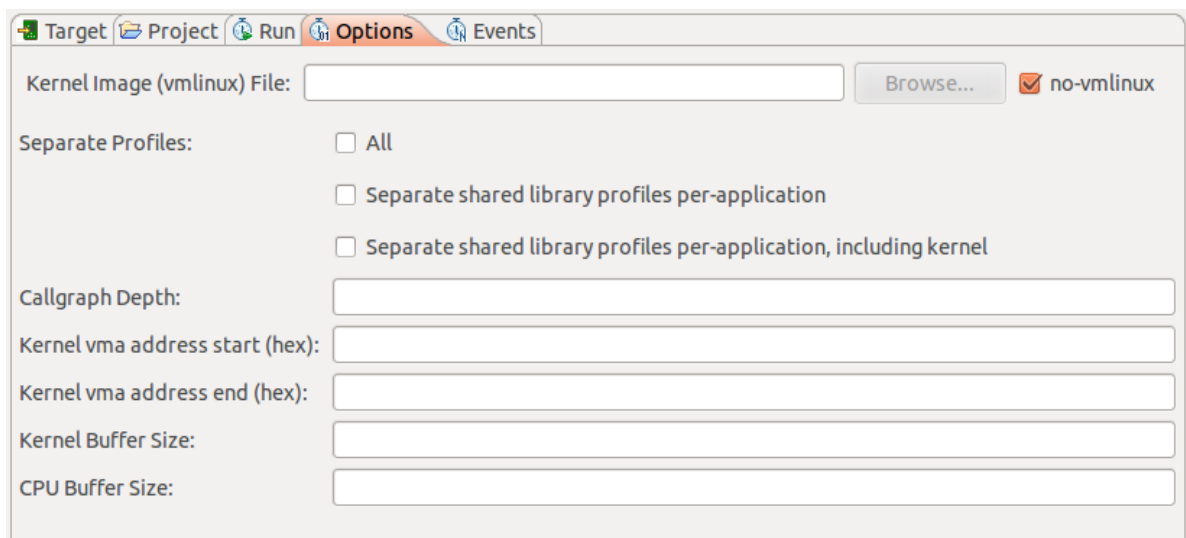 Target Project Run Options Events
Kernel Image (vmlinux) File: Browse... no-vmlinux
Separate Profiles: All
Separate shared library profiles per-application
Separate shared library profiles per-application, including kernel
Callgraph Depth:
Kernel vma address start (hex):
Kernel vma address end (hex):
Kernel Buffer Size:
CPU Buffer Size: